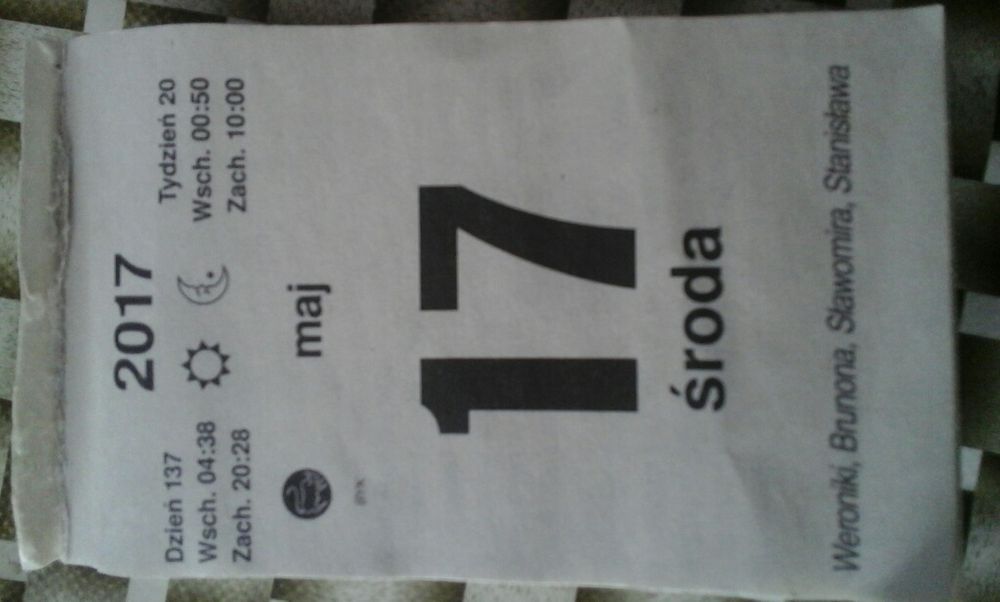 2017
Dzień 137
Wsch. 04:38
Zach. 20:28
Tydzień 20
Wsch. 00:50
Zach. 10:00
maj
17
środa
Weroniki, Brunona, Sławomira, Stanisława